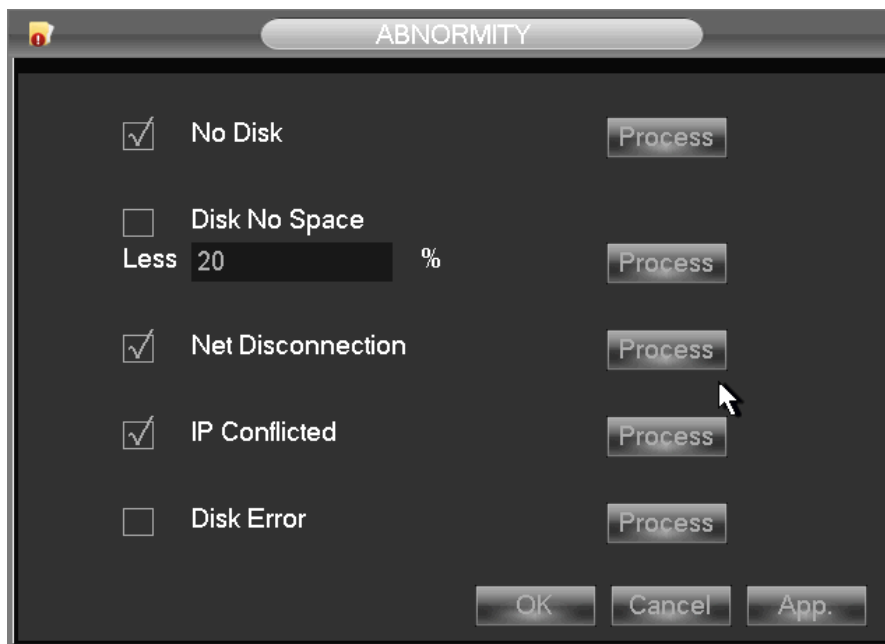 ABNORMITY
No Disk Process
Disk No Space
Less 20 % Process
Net Disconnection Process
IP Conflicted Process
Disk Error Process
OK Cancel App.